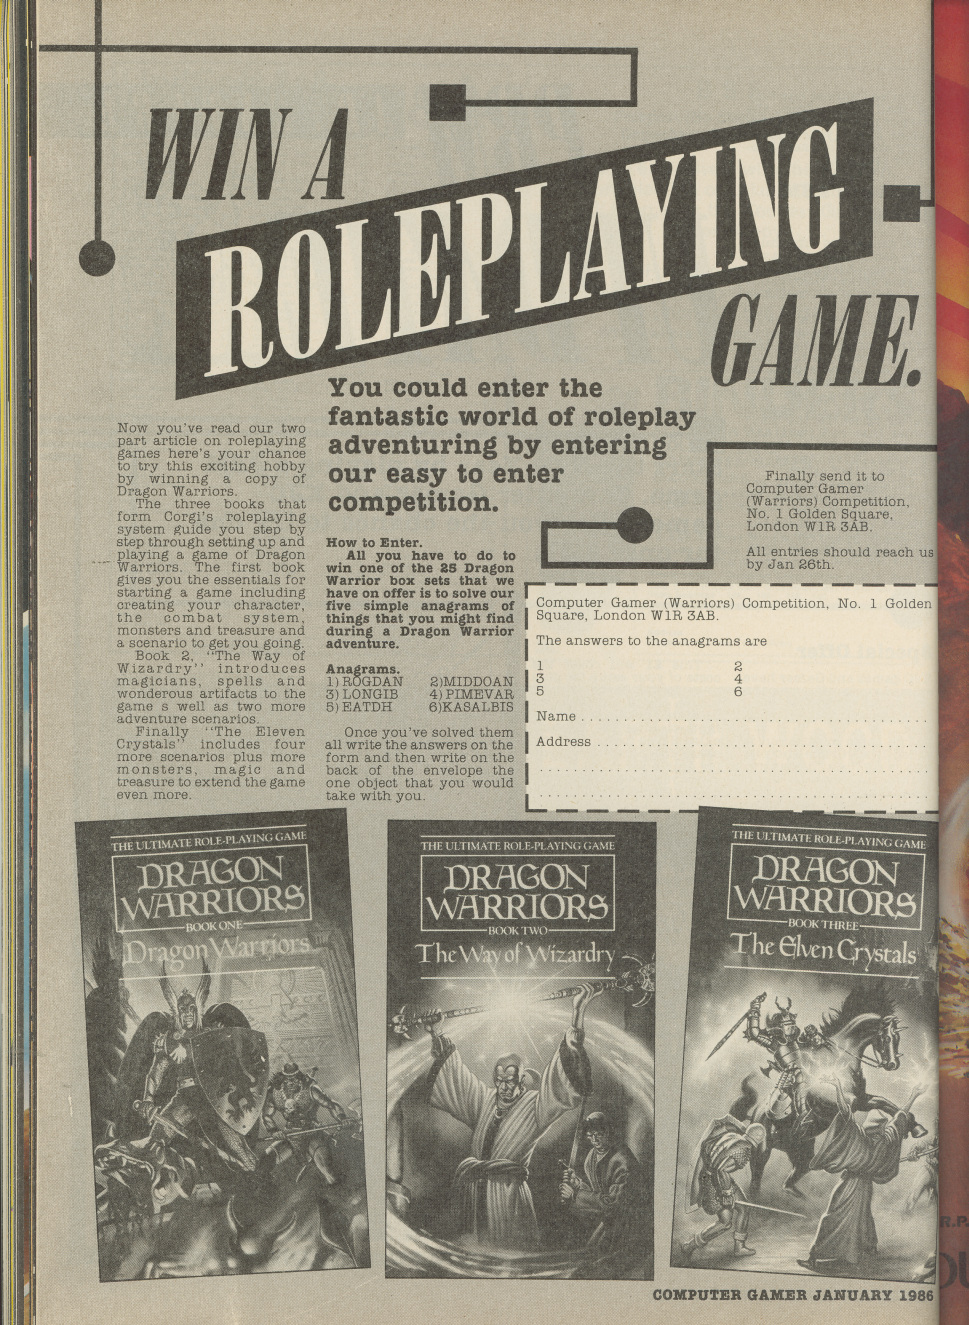 WIN A
ROLEPLAYING
GAME.
You could enter the
fantastic world of roleplay
adventuring by entering
our easy to enter
competition.
Now you've read our two
part article on roleplaying
games here's your chance
to try this exciting hobby
by winning a copy of
Dragon Warriors.
The three books that
form Corgi's roleplaying
system guide you step by
step through setting up and
playing a game of Dragon
Warriors. The first book
gives you the essentials for
starting a game including
creating your character,
the combat system,
monsters and treasure and
a scenario to get you going.
Book 2, "The Way of
Wizardry" introduces
magicians, spells and
wonderous artifacts to the
game s well as two more
adventure scenarios.
Finally "The Eleven
Crystals" includes four
more scenarios plus more
monsters, magic and
treasure to extend the game
even more.
How to Enter.
All you have to do to
win one of the 25 Dragon
Warrior box sets that we
have on offer is to solve our
five simple anagrams of
things that you might find
during a Dragon Warrior
adventure.
Anagrams.
1) ROGDAN 2)MIDDOAN
3) LONGIB 4) PIMEVAR
5) EATDH 6)KASALBIS
Once you've solved them
all write the answers on the
form and then write on the
back of the envelope the
one object that you would
take with you.
Finally send it to
Computer Gamer
(Warriors) Competition,
No. 1 Golden Square,
London W1R 3AB.
All entries should reach us
by Jan 26th.
Computer Gamer (Warriors) Competition, No. 1 Golden
Square, London W1R 3AB.
The answers to the anagrams are
1 2
3 4
5 6
Name
Address
THE ULTIMATE ROLE-PLAYING GAME
DRAGON
WARRIORS
BOOK ONE
Dragon Warriors
THE ULTIMATE ROLE-PLAYING GAME
DRAGON
WARRIORS
BOOK TWO
The Way of Wizardry
THE ULTIMATE ROLE-PLAYING GAME
DRAGON
WARRIORS
BOOK THREE
The Elven Crystals
COMPUTER GAMER JANUARY 1986